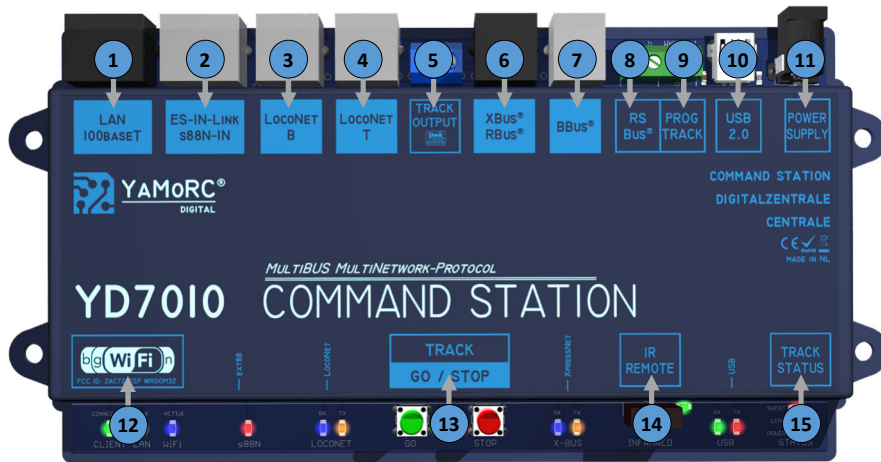 1 2 3 4 5 6 7 8 9 10 11
LAN
100BASET
ES-IN-LINK
S88N-IN
LOCONET
B
LOCONET
T
TRACK
OUTPUT
XBUS®
RBUS®
BBUS®
RS
BUS®
PROG
TRACK
USB
2.0
POWER
SUPPLY
YAMORC®
DIGITAL
COMMAND STATION
DIGITALZENTRALE
CENTRALE
CE
RoHS
MADE IN NL
MULTIBUS MULTINETWORK-PROTOCOL
YD7010 COMMAND STATION
bg WiFi n
EXT88
LOCONET
TRACK
GO / STOP
XPRESSNET
IR
REMOTE
USB
TRACK
STATUS
12 13 14 15
ACTIVE
RX TX
RX TX
RX TX
SHORT
CLIENT LAN
WIFI
S88N
LOCONET
GO
STOP
X-BUS
INFRARED
USB
STATUS